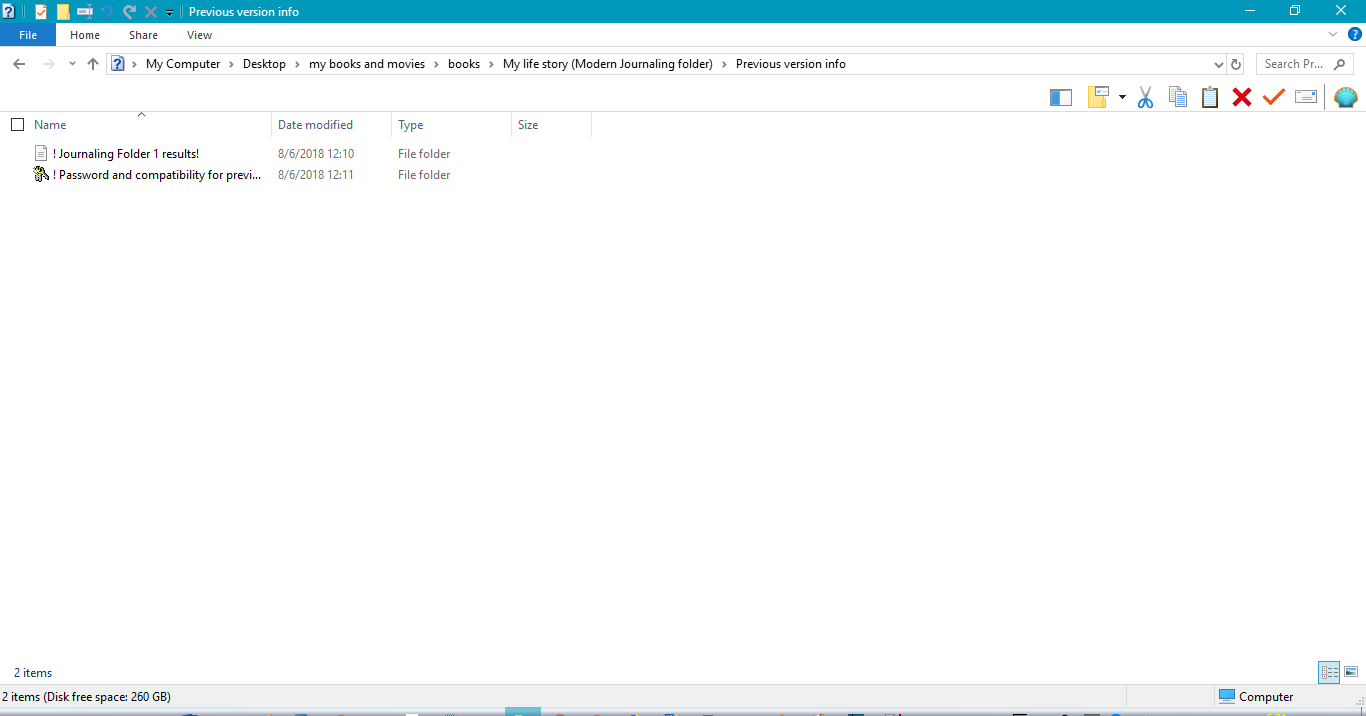 Previous version info
File Home Share View
My Computer > Desktop > my books and movies > books > My life story (Modern Journaling folder) > Previous version info
Search Pr...
Name Date modified Type Size
! Journaling Folder 1 results! 8/6/2018 12:10 File folder
! Password and compatibility for previ... 8/6/2018 12:11 File folder
2 items
2 items (Disk free space: 260 GB) Computer